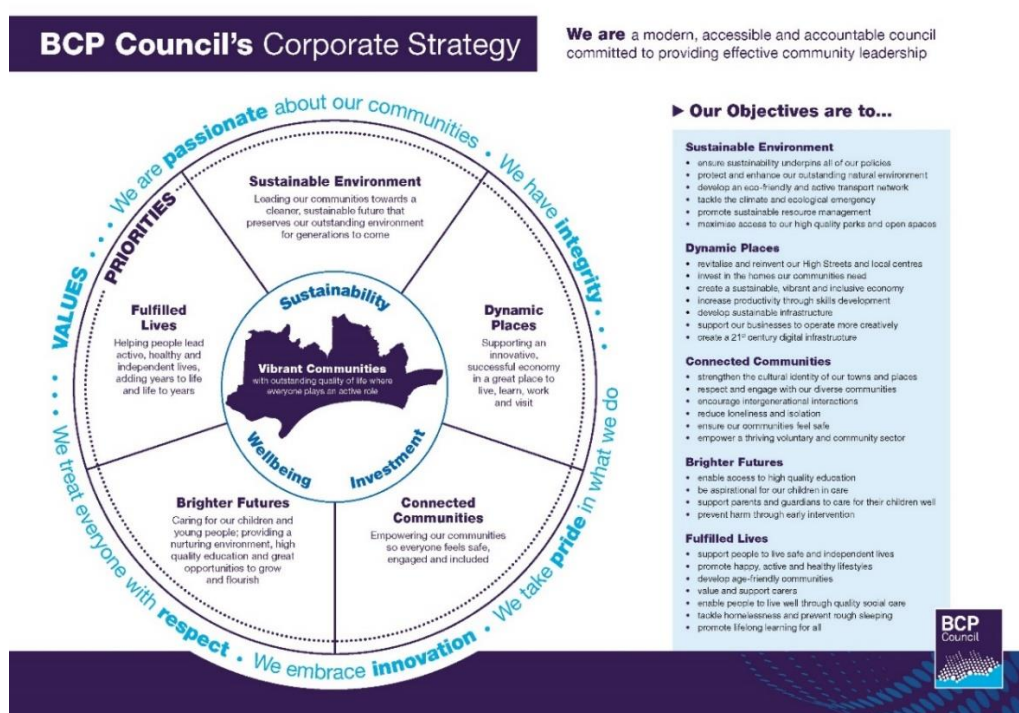 BCP Council's Corporate Strategy
We are a modern, accessible and accountable council
committed to providing effective community leadership
VALUES
We are passionate about our communities
We have integrity
We take pride in what we do
We embrace innovation
We treat everyone with respect
PRIORITIES
Sustainable Environment
Leading our communities towards a
cleaner, sustainable future that
preserves our outstanding environment
for generations to come
Dynamic
Places
Supporting an
innovative,
successful economy
in a great place to
live, learn, work
and visit
Connected
Communities
Empowering our communities
so everyone feels safe,
engaged and included
Brighter Futures
Caring for our children and
young people; providing a
nurturing environment, high
quality education and great
opportunities to grow
and flourish
Fulfilled
Lives
Helping people lead
active, healthy and
independent lives,
adding years to life
and life to years
Sustainability
Vibrant Communities
with outstanding quality of life where
everyone plays an active role
Wellbeing
Investment
► Our Objectives are to...
Sustainable Environment
• ensure sustainability underpins all of our policies
• protect and enhance our outstanding natural environment
• develop an eco-friendly and active transport network
• tackle the climate and ecological emergency
• promote sustainable resource management
• maximise access to our high quality parks and open spaces
Dynamic Places
• revitalise and reinvent our High Streets and local centres
• invest in the homes our communities need
• create a sustainable, vibrant and inclusive economy
• increase productivity through skills development
• develop sustainable infrastructure
• support our businesses to operate more creatively
• create a 21st century digital infrastructure
Connected Communities
• strengthen the cultural identity of our towns and places
• respect and engage with our diverse communities
• encourage intergenerational interactions
• reduce loneliness and isolation
• ensure our communities feel safe
• empower a thriving voluntary and community sector
Brighter Futures
• enable access to high quality education
• be aspirational for our children in care
• support parents and guardians to care for their children well
• prevent harm through early intervention
Fulfilled Lives
• support people to live safe and independent lives
• promote happy, active and healthy lifestyles
• develop age-friendly communities
• value and support carers
• enable people to live well through quality social care
• tackle homelessness and prevent rough sleeping
• promote lifelong learning for all
BCP
Council